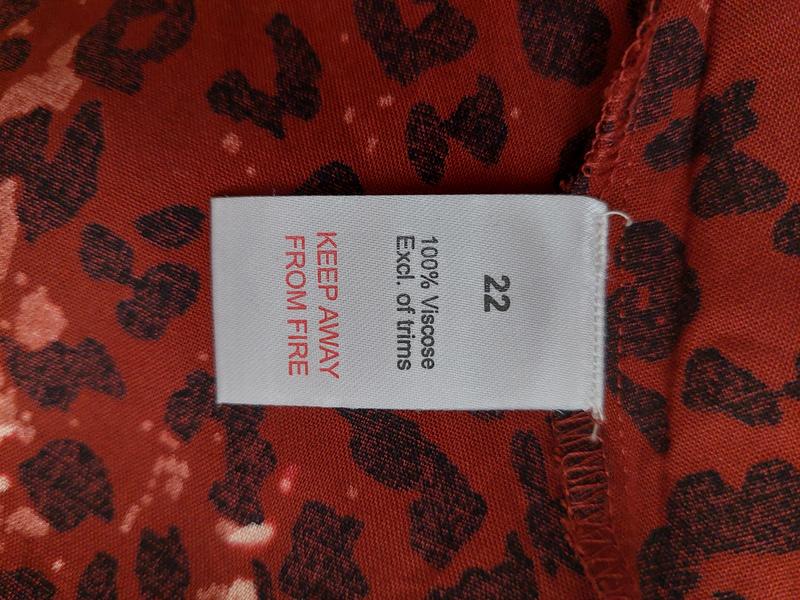 22
100% Viscose
Excl. of trims
KEEP AWAY
FROM FIRE